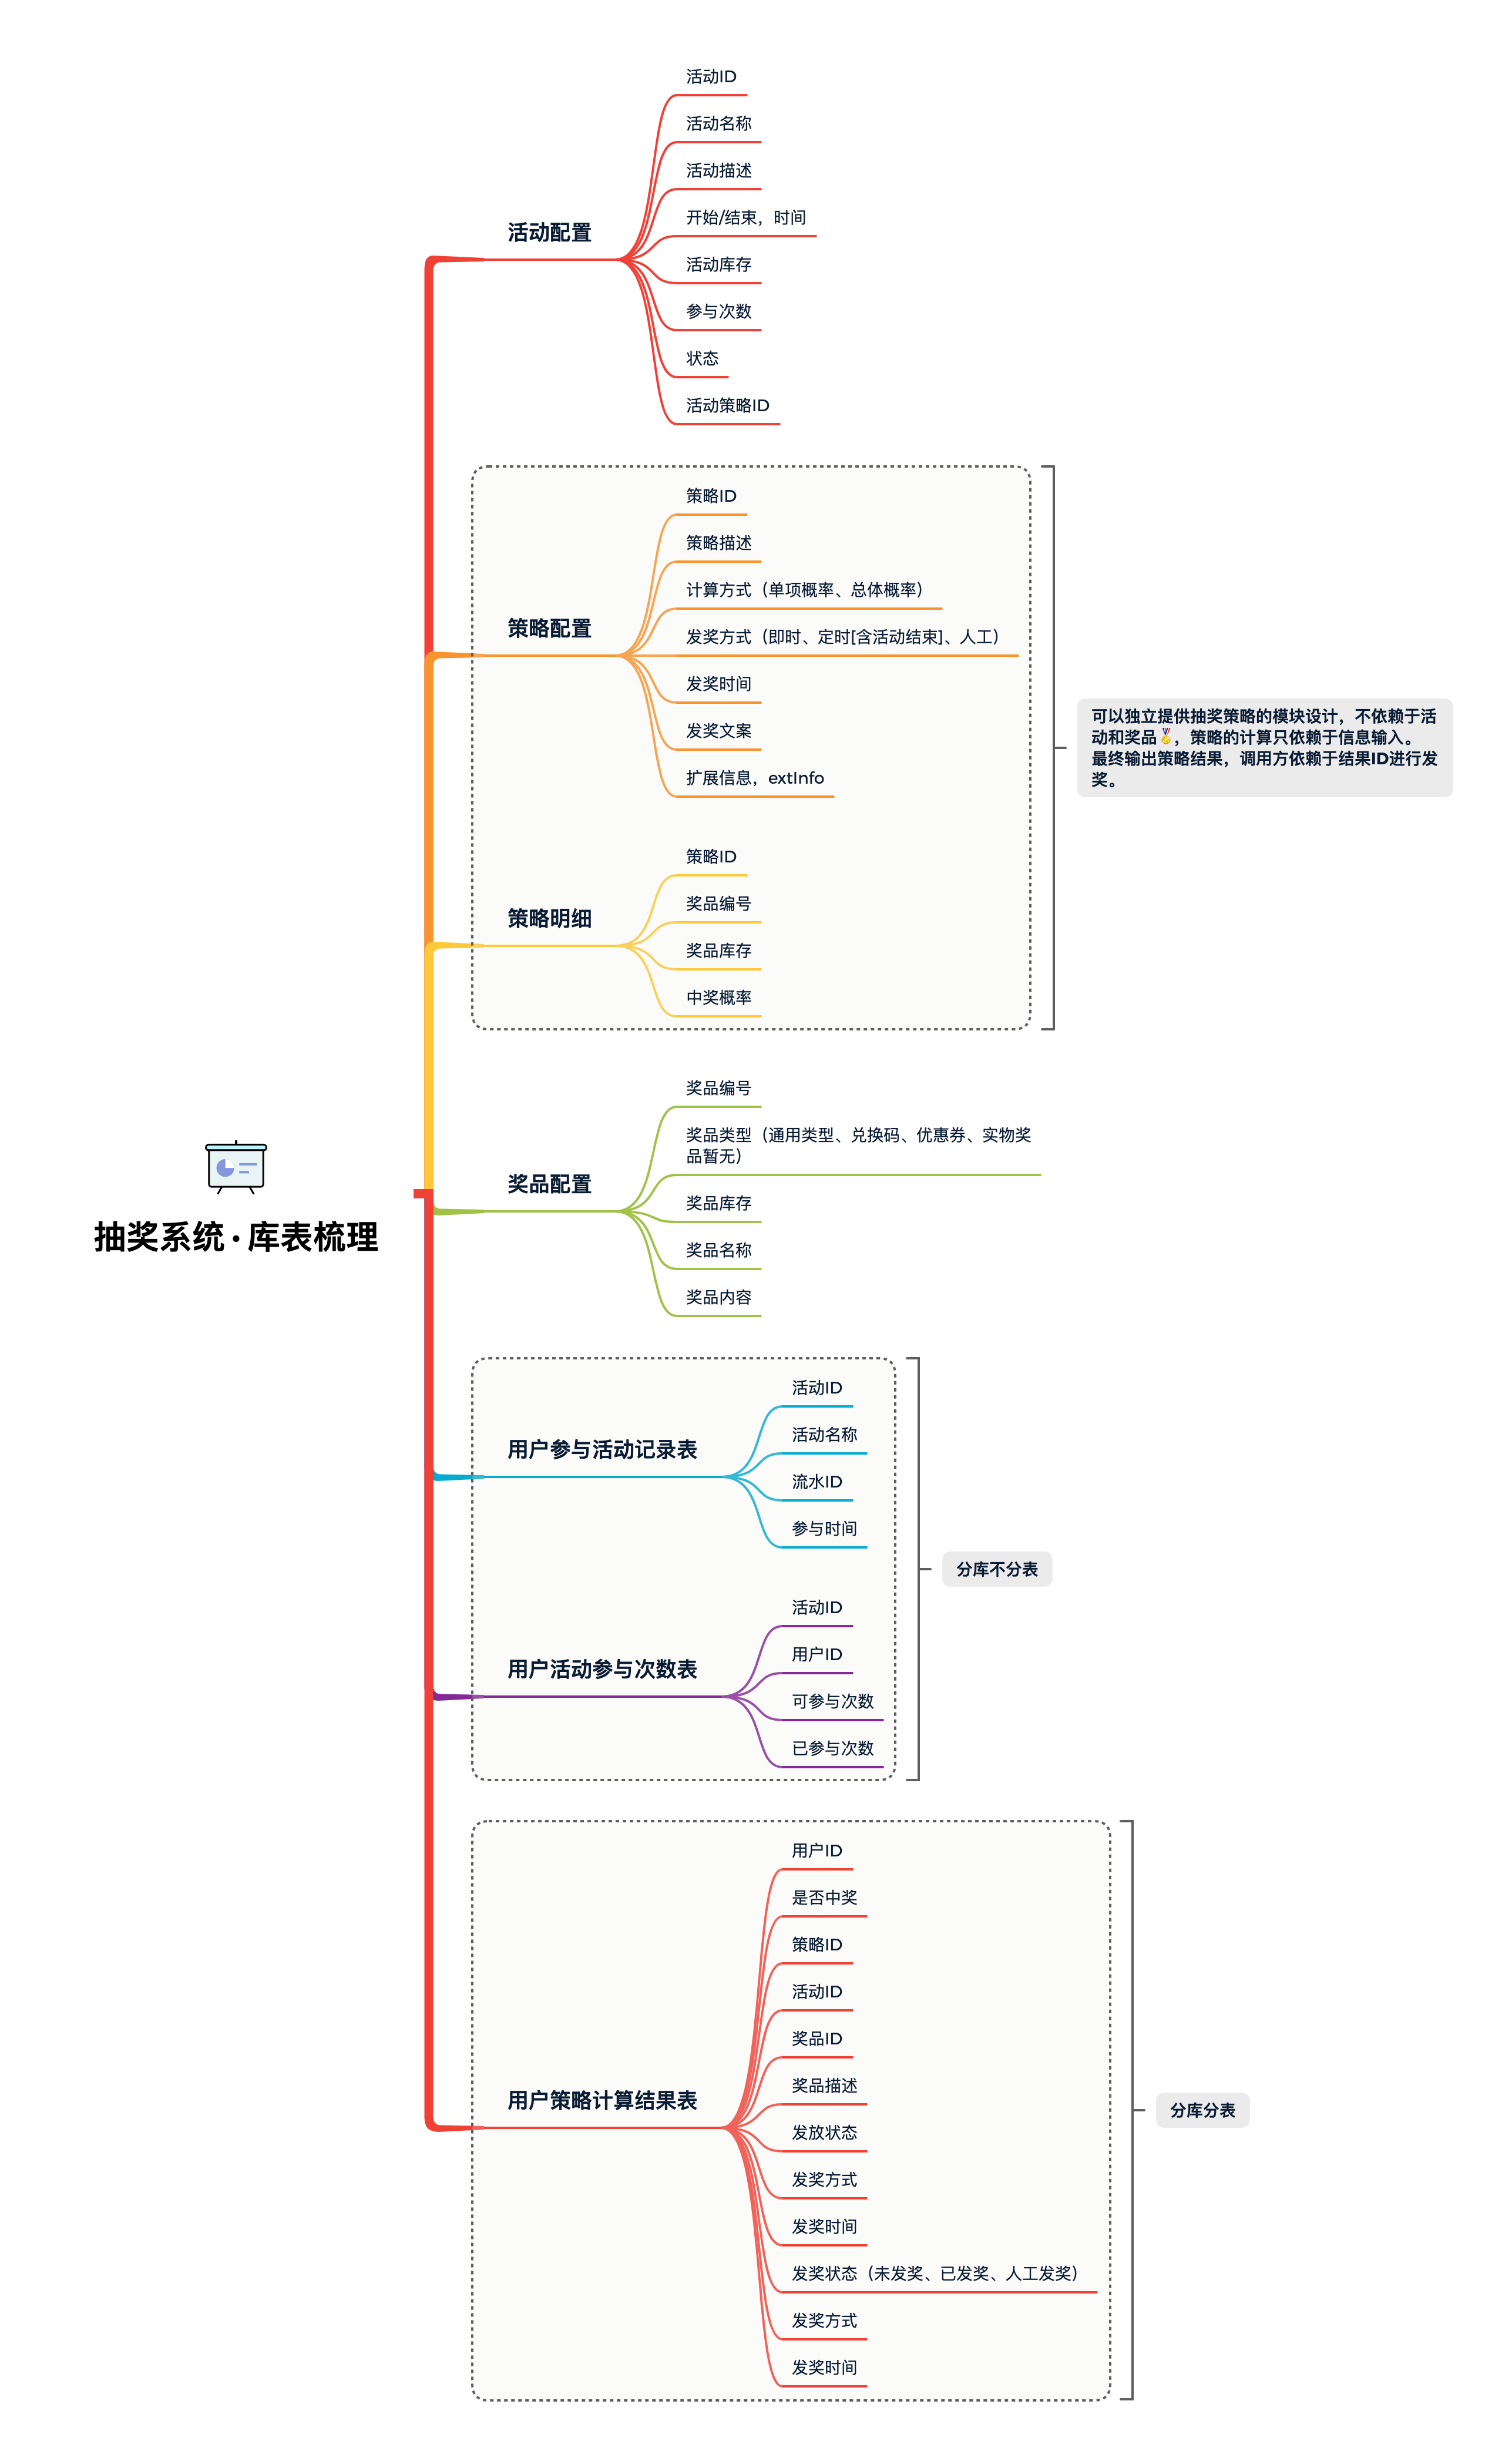 抽奖系统·库表梳理
活动配置
活动ID
活动名称
活动描述
开始/结束，时间
活动库存
参与次数
状态
活动策略ID
策略配置
策略ID
策略描述
计算方式（单项概率、总体概率）
发奖方式（即时、定时[含活动结束]、人工）
发奖时间
发奖文案
扩展信息，extInfo
策略明细
策略ID
奖品编号
奖品库存
中奖概率
可以独立提供抽奖策略的模块设计，不依赖于活
动和奖品🏅，策略的计算只依赖于信息输入。
最终输出策略结果，调用方依赖于结果ID进行发
奖。
奖品配置
奖品编号
奖品类型（通用类型、兑换码、优惠券、实物奖
品暂无）
奖品库存
奖品名称
奖品内容
用户参与活动记录表
活动ID
活动名称
流水ID
参与时间
用户活动参与次数表
活动ID
用户ID
可参与次数
已参与次数
分库不分表
用户策略计算结果表
用户ID
是否中奖
策略ID
活动ID
奖品ID
奖品描述
发放状态
发奖方式
发奖时间
发奖状态（未发奖、已发奖、人工发奖）
发奖方式
发奖时间
分库分表